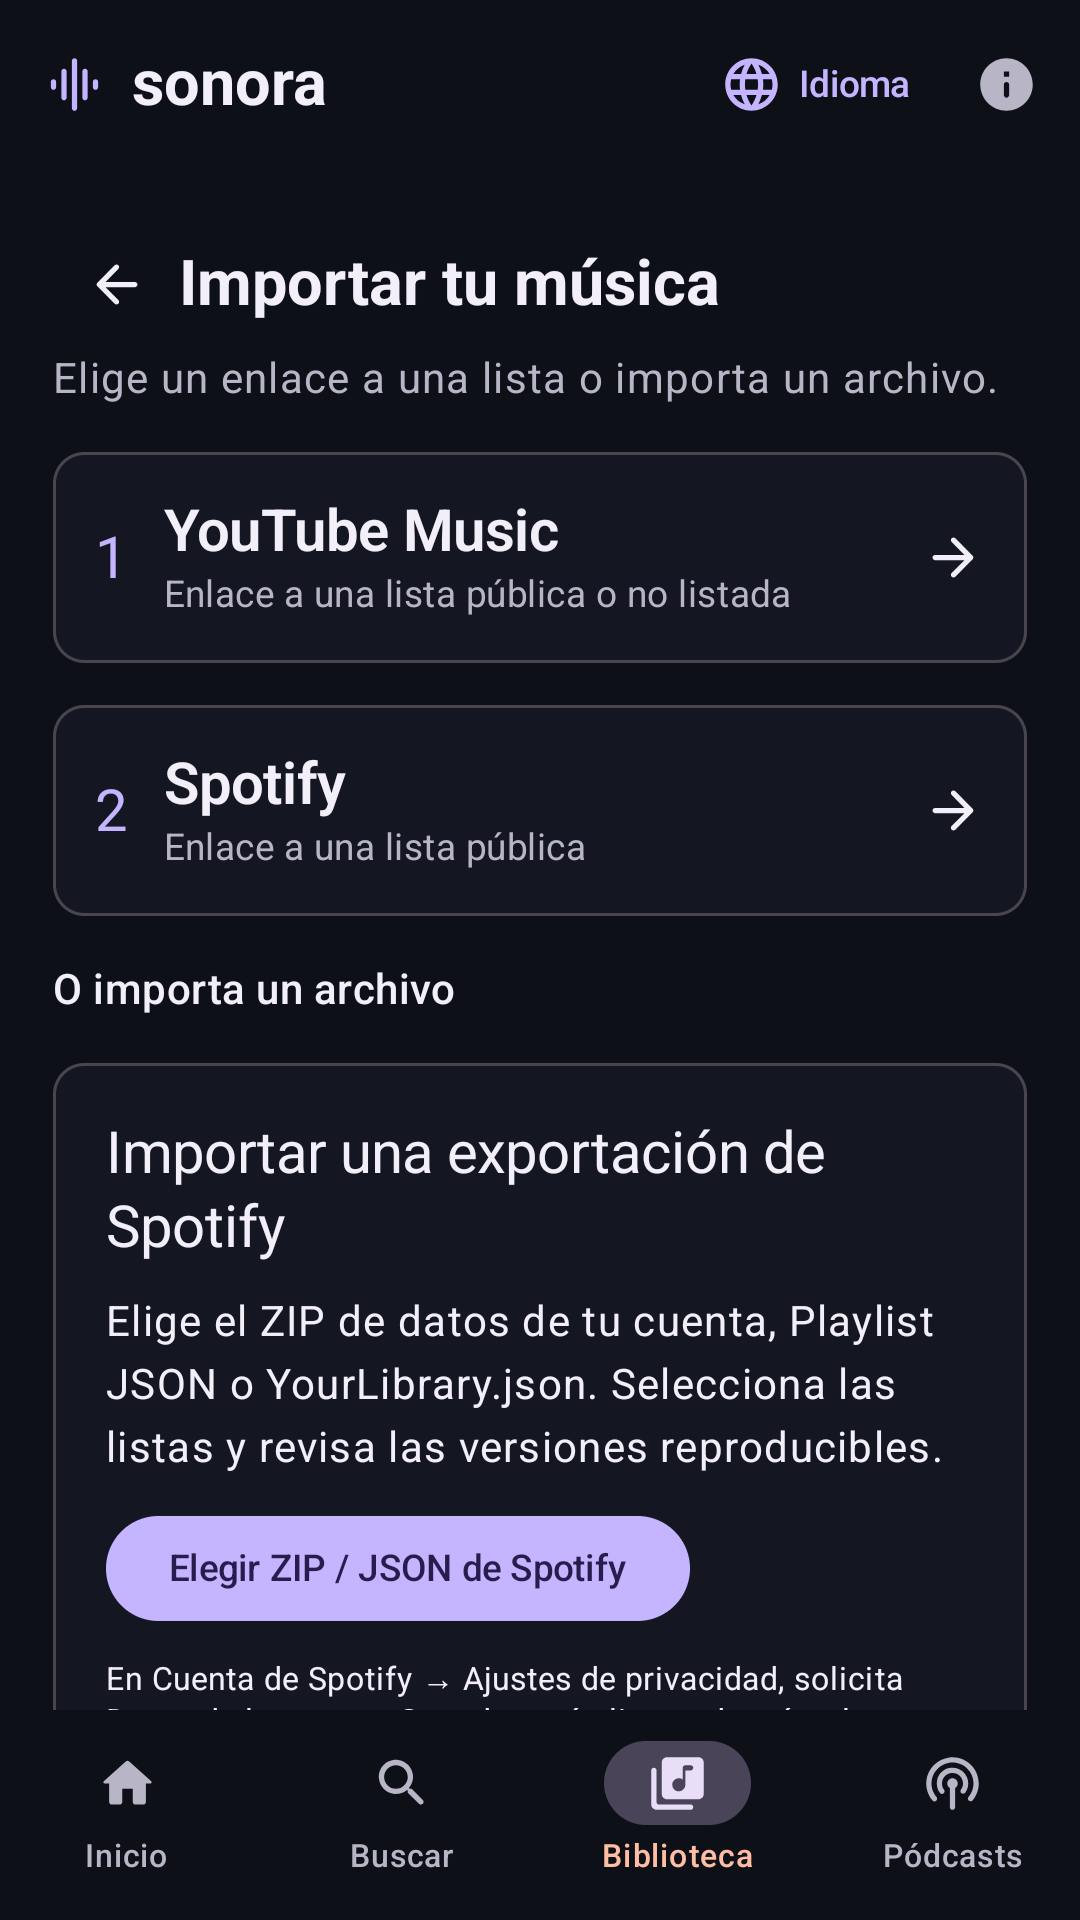 sonora
Idioma
Importar tu música
Elige un enlace a una lista o importa un archivo.
1
YouTube Music
Enlace a una lista pública o no listada
2
Spotify
Enlace a una lista pública
O importa un archivo
Importar una exportación de
Spotify
Elige el ZIP de datos de tu cuenta, Playlist
JSON o YourLibrary.json. Selecciona las
listas y revisa las versiones reproducibles.
Elegir ZIP / JSON de Spotify
En Cuenta de Spotify → Ajustes de privacidad, solicita
Inicio
Buscar
Biblioteca
Pódcasts